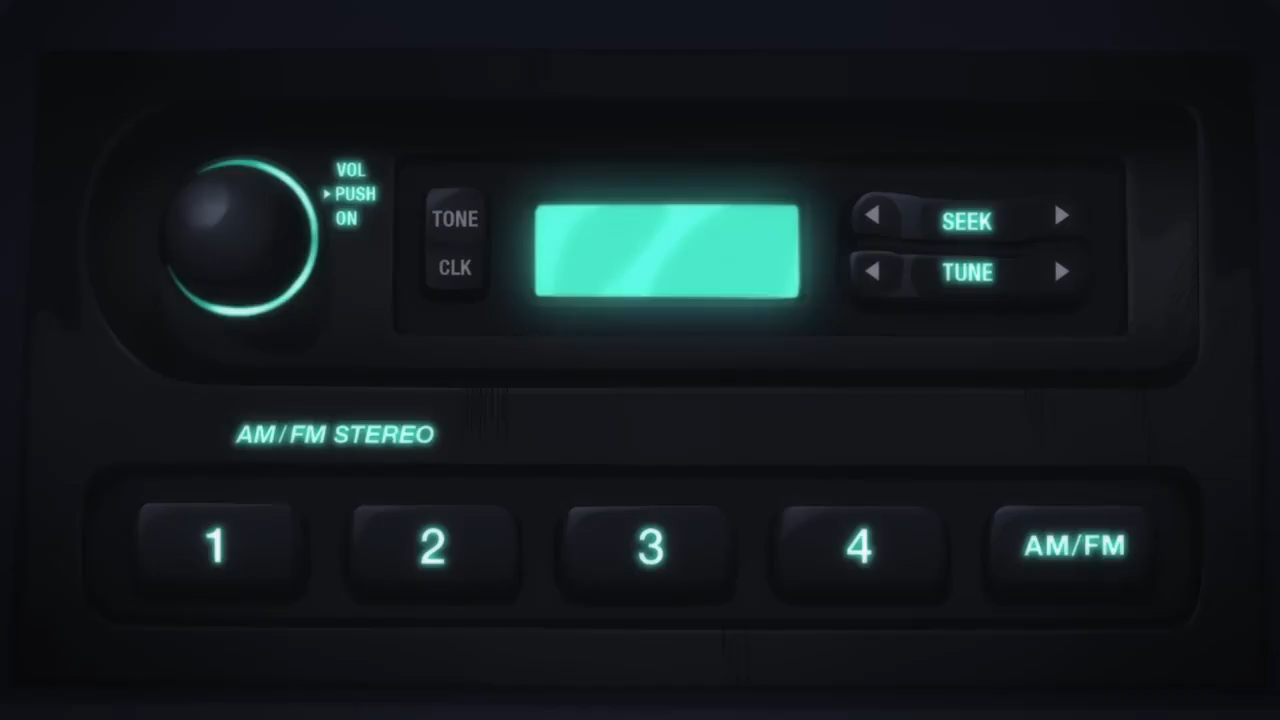 VOL
PUSH
ON
TONE
CLK
SEEK
TUNE
AM/FM STEREO
1 2 3 4 AM/FM